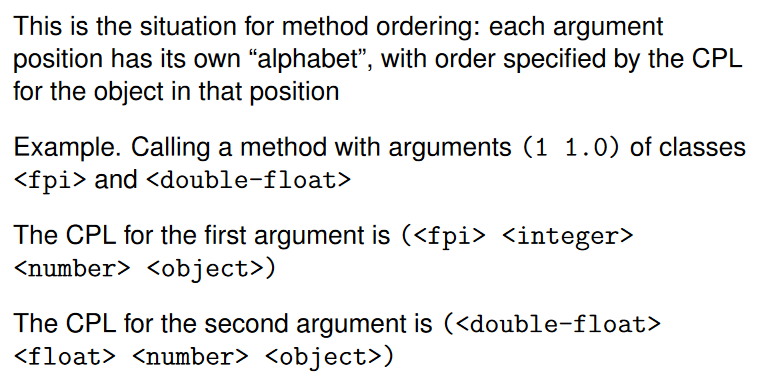 This is the situation for method ordering: each argument
position has its own “alphabet”, with order specified by the CPL
for the object in that position
Example. Calling a method with arguments (1 1.0) of classes
<fpi> and <double-float>
The CPL for the first argument is (<fpi> <integer>
<number> <object>)
The CPL for the second argument is (<double-float>
<float> <number> <object>)